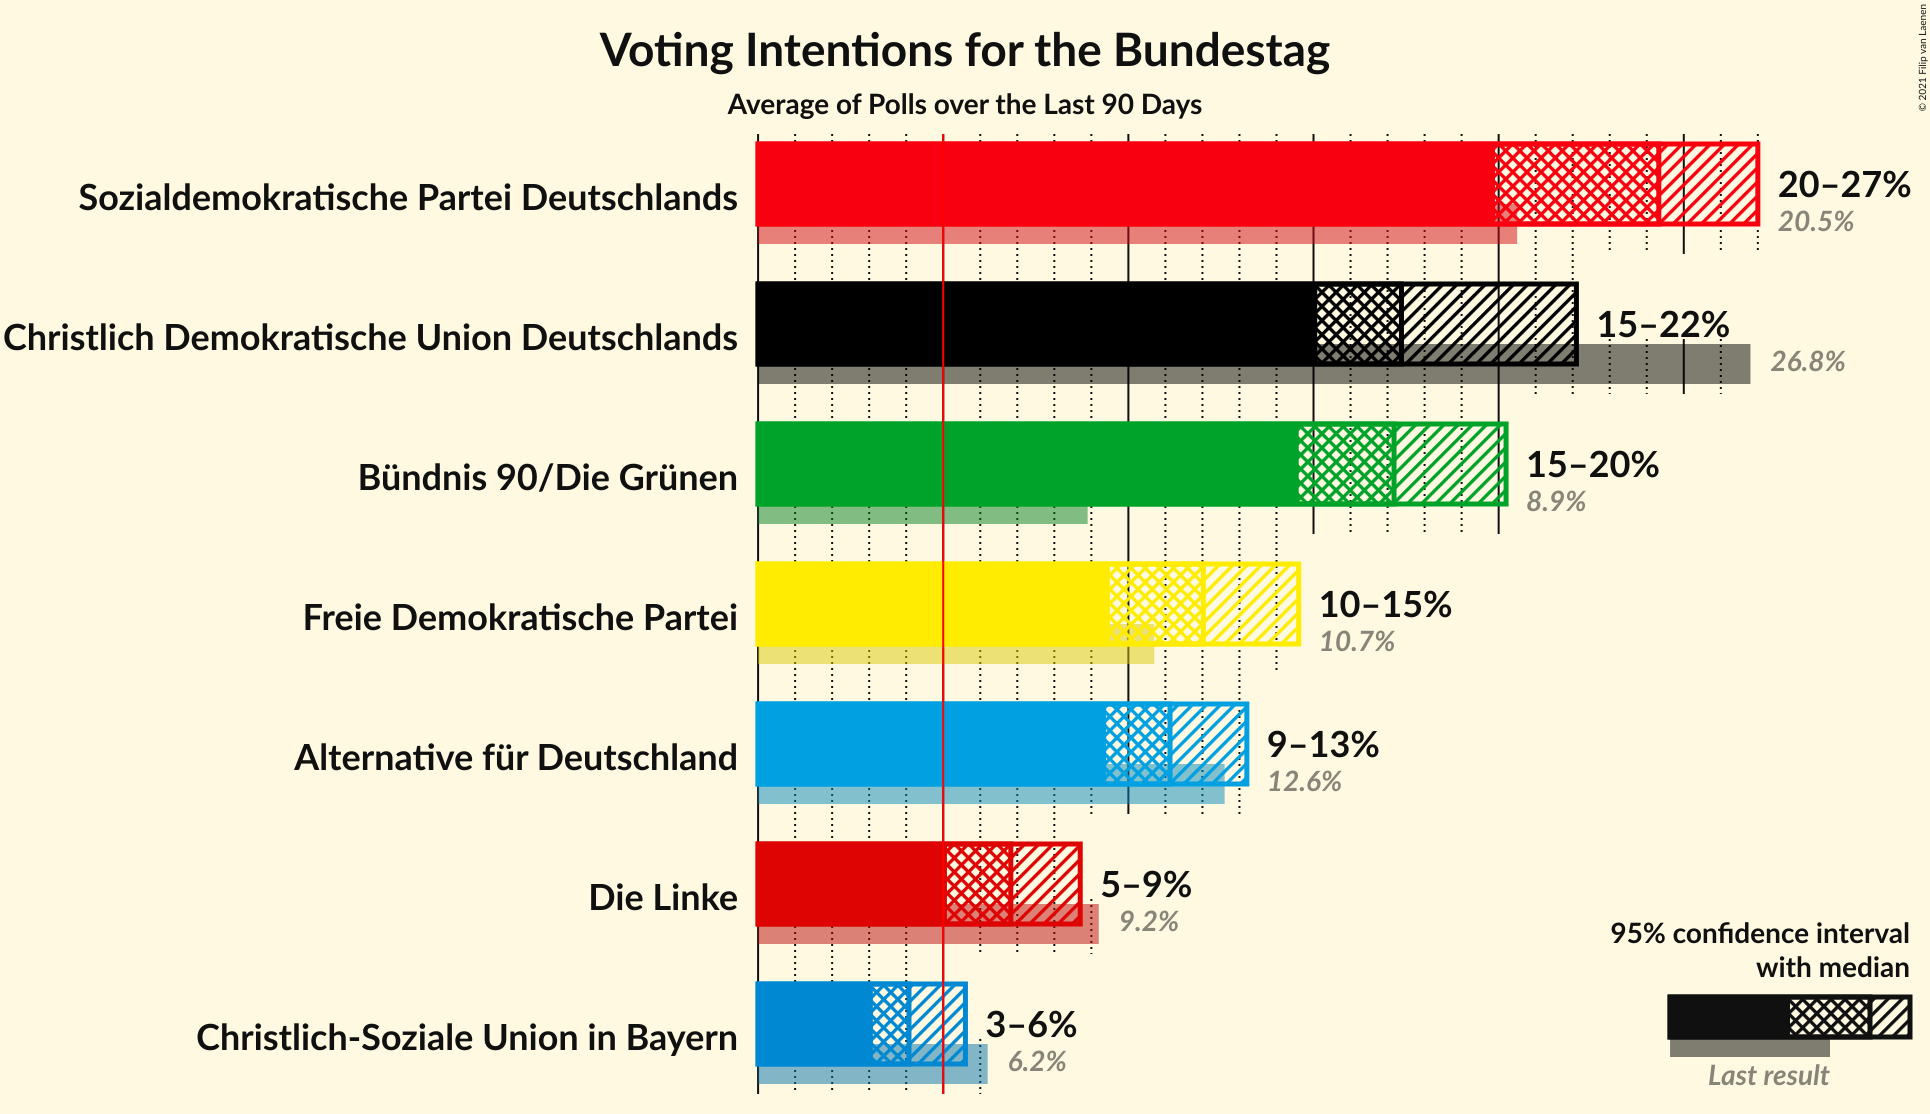 Voting Intentions for the Bundestag
Average of Polls over the Last 90 Days
© 2021 Filip van Laenen
Sozialdemokratische Partei Deutschlands
20–27%
20.5%
Christlich Demokratische Union Deutschlands
15–22%
26.8%
Bündnis 90/Die Grünen
15–20%
8.9%
Freie Demokratische Partei
10–15%
10.7%
Alternative für Deutschland
9–13%
12.6%
Die Linke
5–9%
9.2%
Christlich-Soziale Union in Bayern
3–6%
6.2%
95% confidence interval
with median
Last result